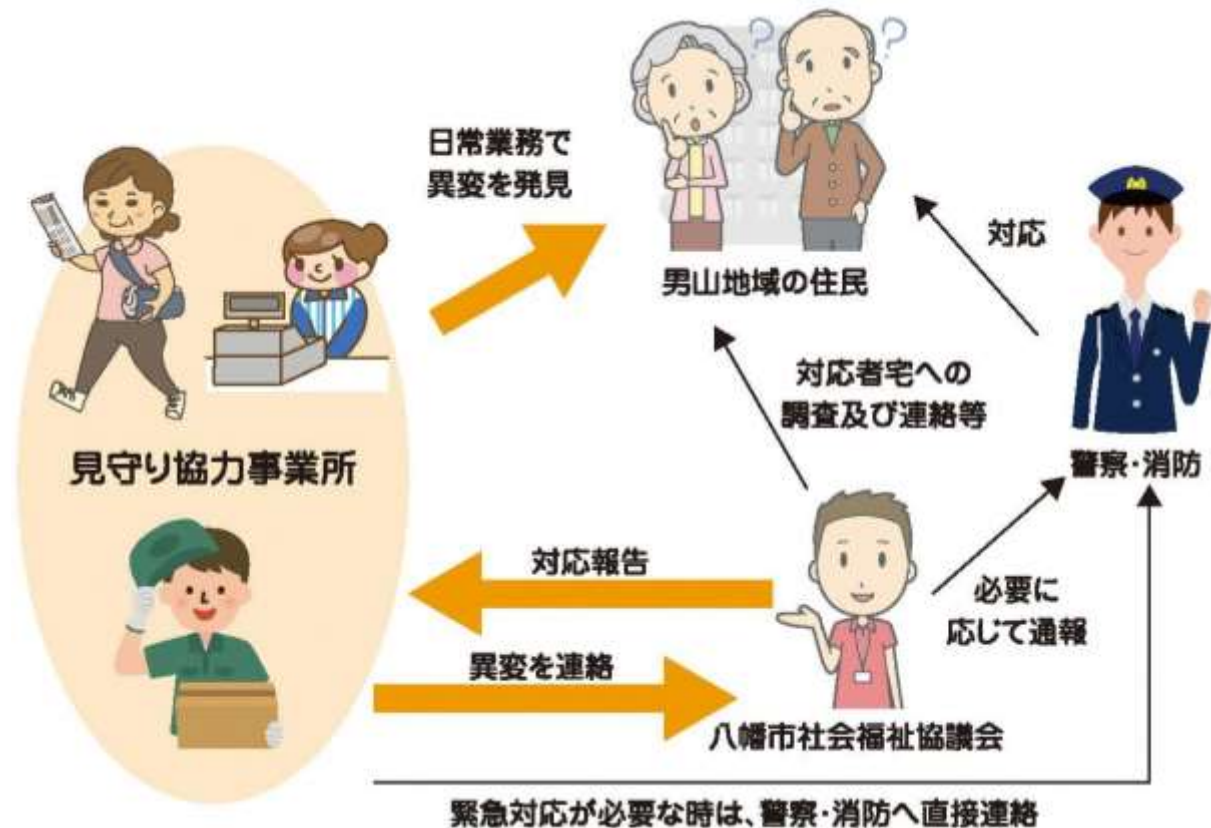 日常業務で
異変を発見
男山地域の住民
対応
対応者宅への
調査及び連絡等
警察・消防
見守り協力事業所
対応報告
必要に
応じて通報
異変を連絡
八幡市社会福祉協議会
緊急対応が必要な時は、警察・消防へ直接連絡